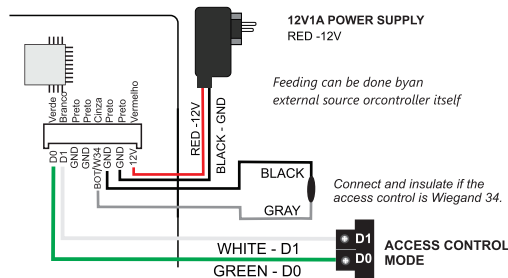 12V1A POWER SUPPLY
RED -12V
Feeding can be done byan
external source orcontroller itself
Verde
Branco
Preto
Preto
Cinza
Preto
Preto
Vermelho
D0
D1
GND
GND
BOT/W34
GND
GND
12V
RED -12V
BLACK - GND
BLACK
GRAY
Connect and insulate if the
access control is Wiegand 34.
WHITE - D1
GREEN - D0
D1
D0
ACCESS CONTROL
MODE